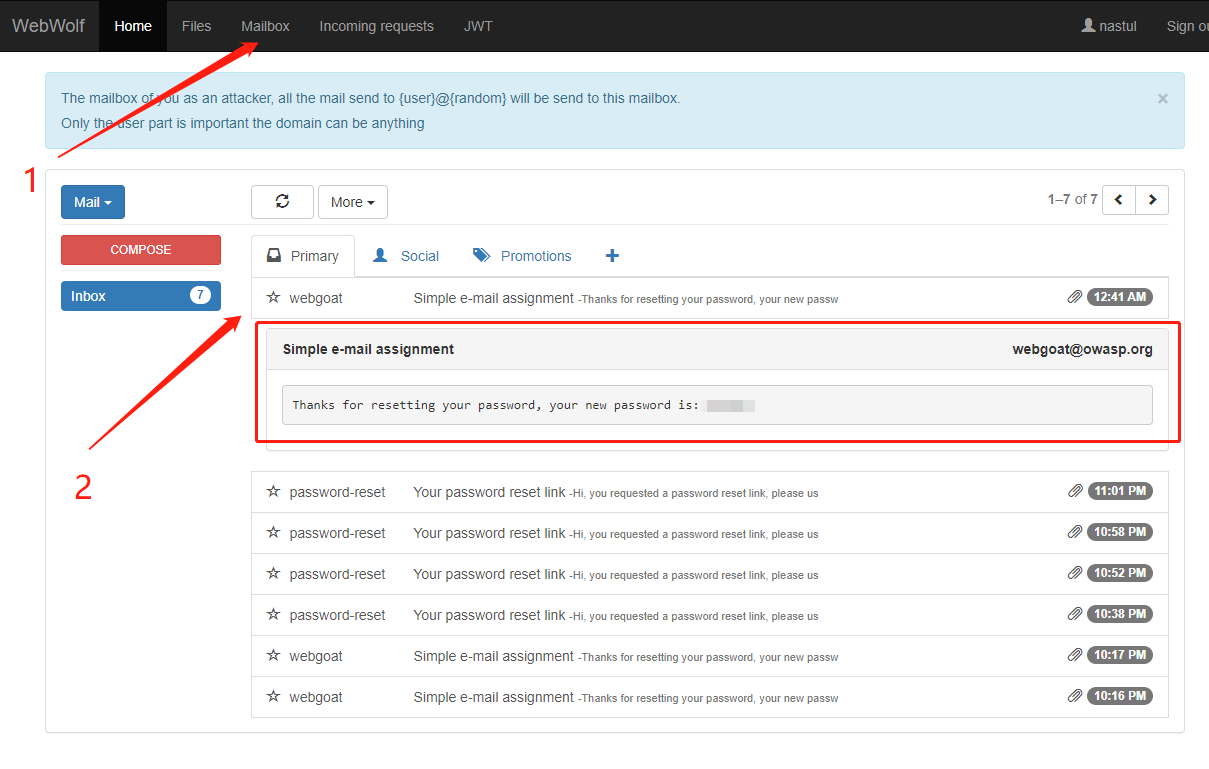 WebWolf Home Files Mailbox Incoming requests JWT nastul Sign ou
The mailbox of you as an attacker, all the mail send to {user}@{random} will be send to this mailbox. ×
Only the user part is important the domain can be anything
1
Mail More 1–7 of 7
COMPOSE
Primary Social Promotions +
Inbox 7
webgoat Simple e-mail assignment -Thanks for resetting your password, your new passw 12:41 AM
Simple e-mail assignment webgoat@owasp.org
Thanks for resetting your password, your new password is:
2
password-reset Your password reset link -Hi, you requested a password reset link, please us 11:01 PM
password-reset Your password reset link -Hi, you requested a password reset link, please us 10:58 PM
password-reset Your password reset link -Hi, you requested a password reset link, please us 10:52 PM
password-reset Your password reset link -Hi, you requested a password reset link, please us 10:38 PM
webgoat Simple e-mail assignment -Thanks for resetting your password, your new passw 10:17 PM
webgoat Simple e-mail assignment -Thanks for resetting your password, your new passw 10:16 PM